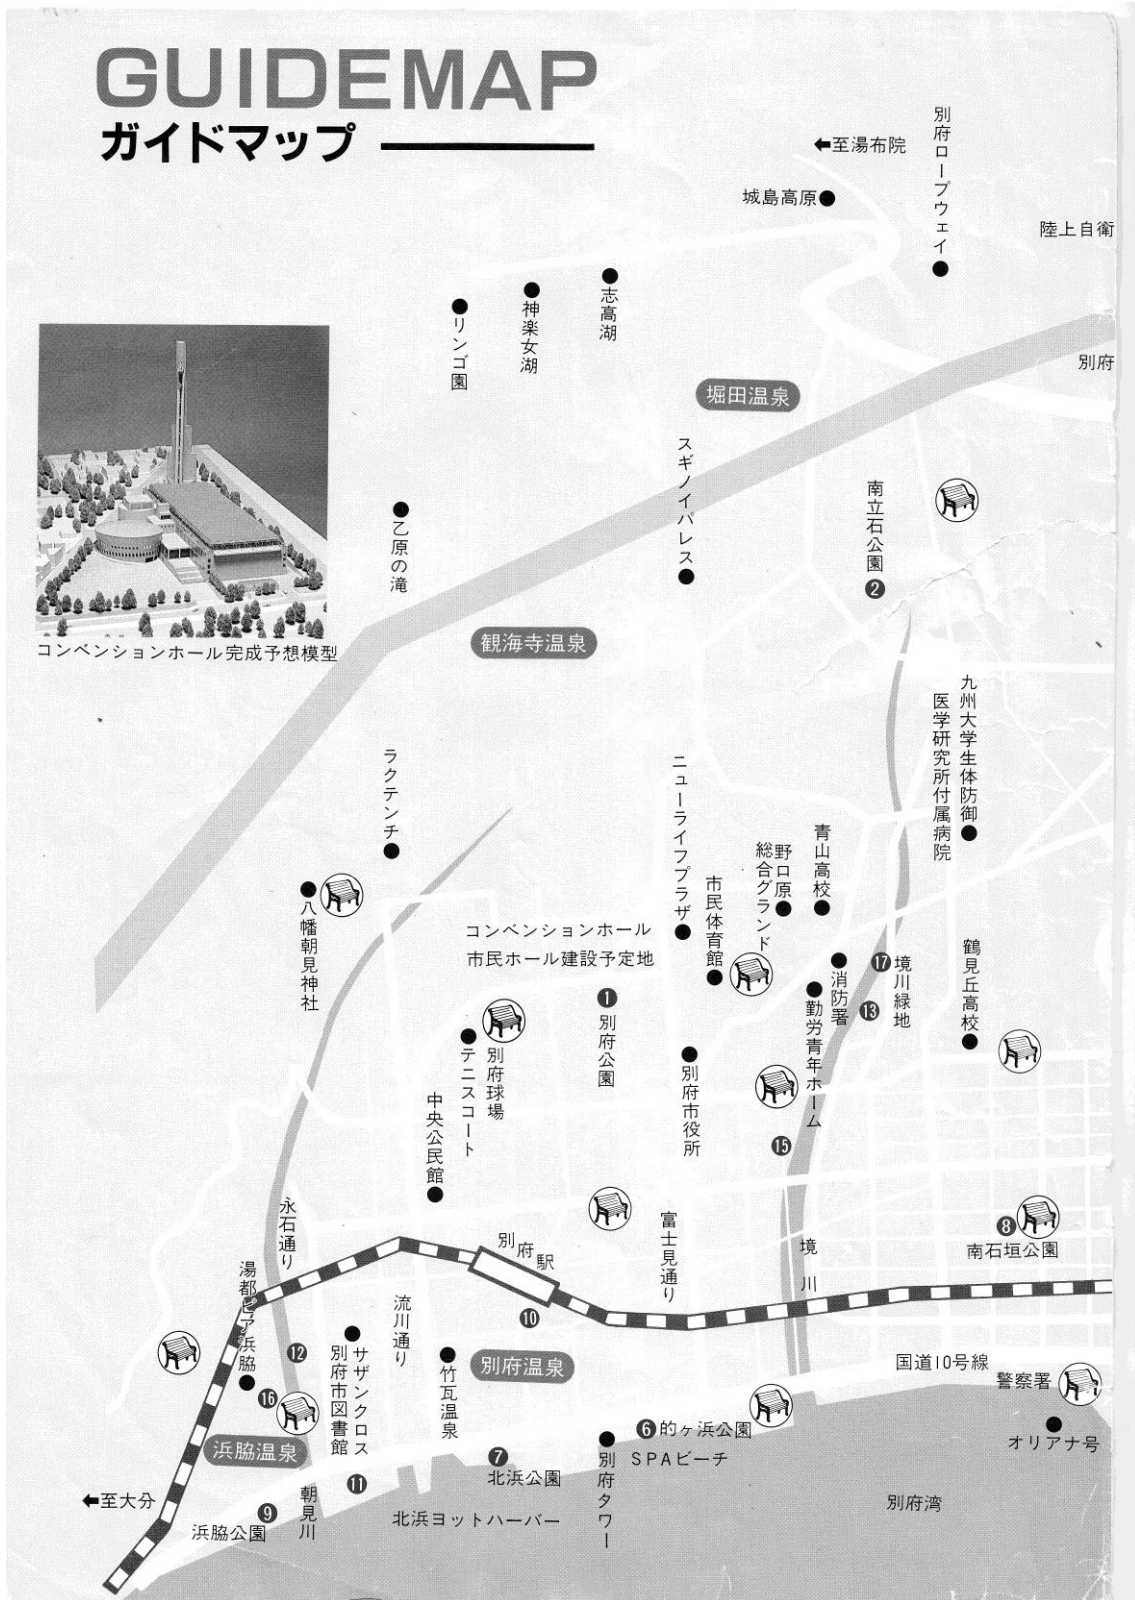 GUIDEMAP
ガイドマップ
←至湯布院
城島高原
別府ロープウェイ
陸上自衛
別府
志高湖
神楽女湖
リンゴ園
堀田温泉
スギノイパレス
南立石公園
2
乙原の滝
コンベンションホール完成予想模型
観海寺温泉
九州大学生体防御
医学研究所付属病院
ラクテンチ
ニューライフプラザ
青山高校
野口原
総合グランド
市民体育館
八幡朝見神社
コンベンションホール
市民ホール建設予定地
1
別府公園
消防署
勤労青年ホーム
17
境川緑地
13
鶴見丘高校
別府球場
テニスコート
中央公民館
別府市役所
15
永石通り
別府駅
富士見通り
境川
8
南石垣公園
湯都ピア浜脇
流川通り
10
12
サザンクロス
別府市図書館
竹瓦温泉
別府温泉
国道10号線
警察署
オリアナ号
16
浜脇温泉
6的ヶ浜公園
SPAビーチ
別府タワー
7
北浜公園
11
朝見川
9
浜脇公園
←至大分
北浜ヨットハーバー
別府湾